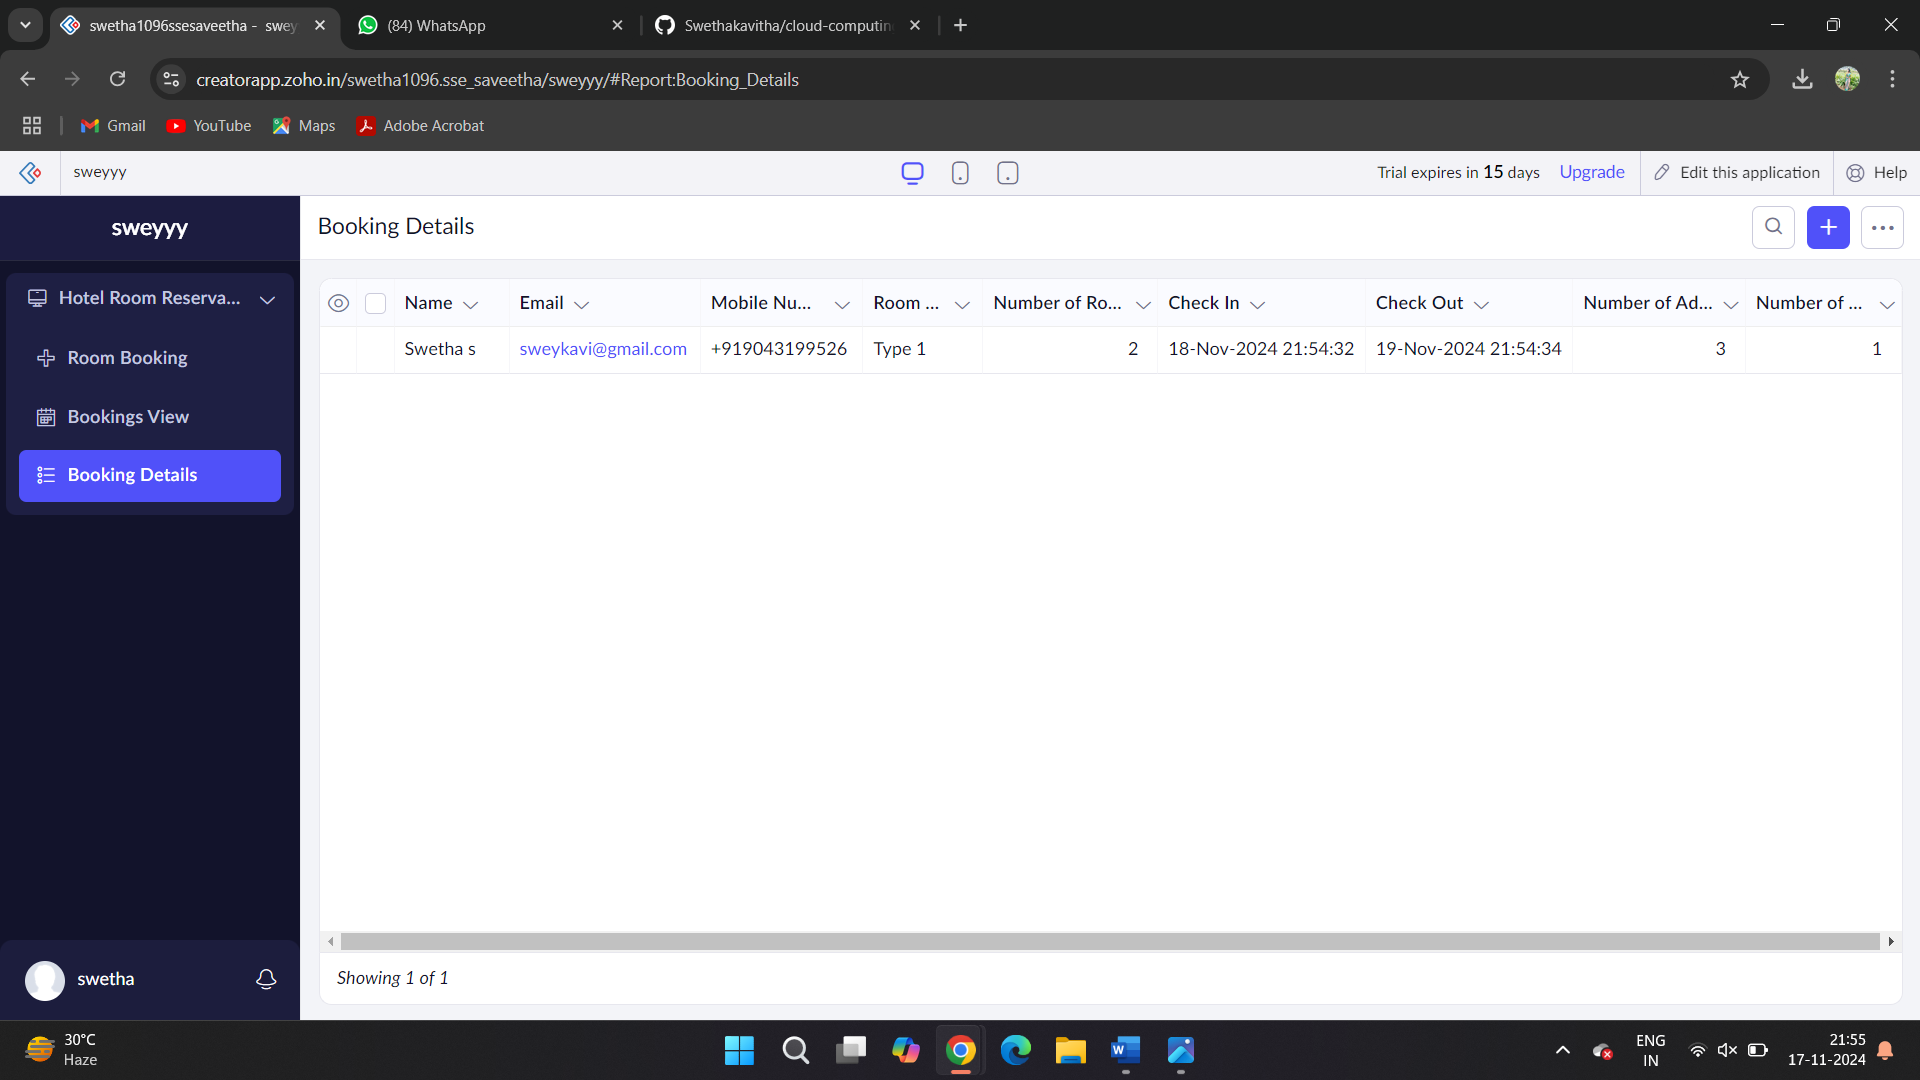 swetha1096ssesaveetha - swey
(84) WhatsApp
Swethakavitha/cloud-computin
creatorapp.zoho.in/swetha1096.sse_saveetha/sweyyy/#Report:Booking_Details
Gmail
YouTube
Maps
Adobe Acrobat
sweyyy
Trial expires in 15 days
Upgrade
Edit this application
Help
sweyyy
Booking Details
Hotel Room Reserva...
Room Booking
Bookings View
Booking Details
Name Email Mobile Nu... Room ... Number of Ro... Check In Check Out Number of Ad... Number of ...
Swetha s sweykavi@gmail.com +919043199526 Type 1 2 18-Nov-2024 21:54:32 19-Nov-2024 21:54:34 3 1
Showing 1 of 1
swetha
30°C
Haze
W
ENG
IN
21:55
17-11-2024